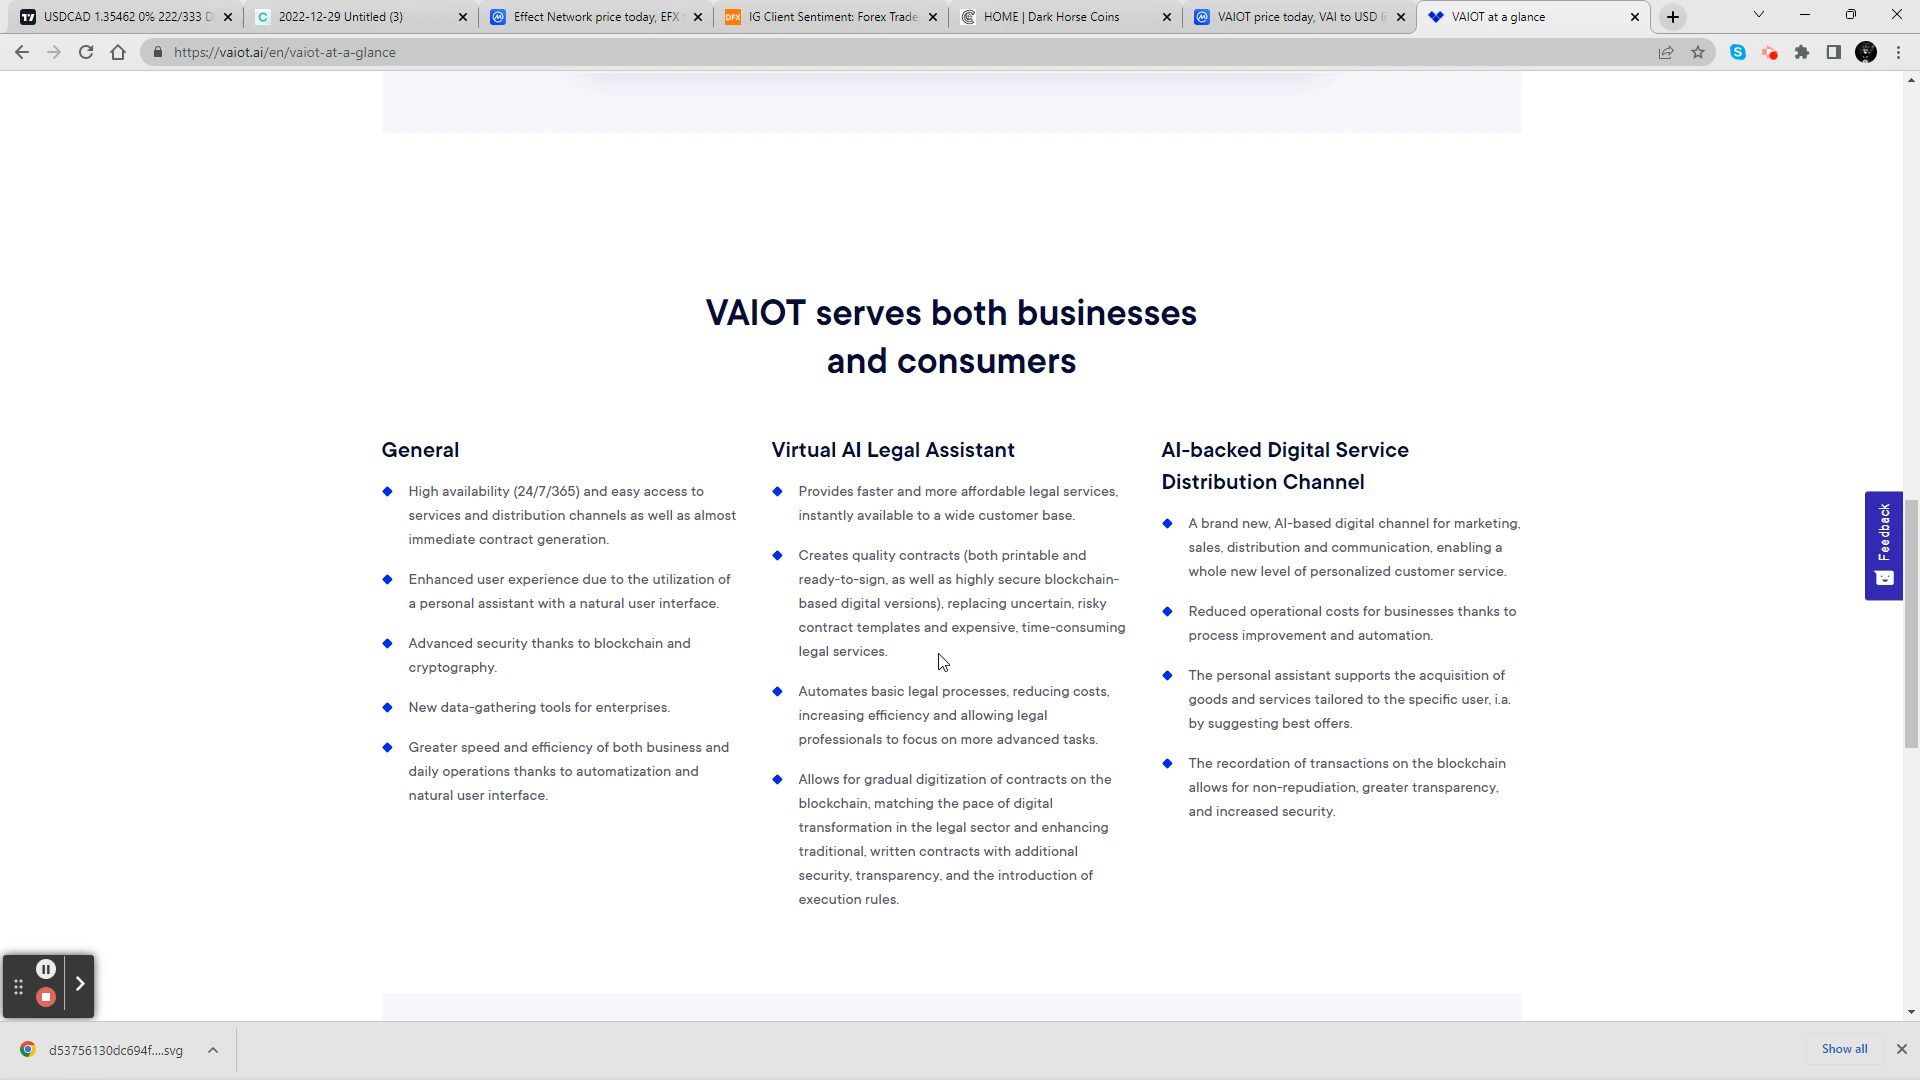 USDCAD 1.35462 0% 222/333 D
2022-12-29 Untitled (3)
Effect Network price today, EFX
DFX
IG Client Sentiment: Forex Trade
HOME | Dark Horse Coins
VAIOT price today, VAI to USD li
VAIOT at a glance
https://vaiot.ai/en/vaiot-at-a-glance
VAIOT serves both businesses
and consumers
General
High availability (24/7/365) and easy access to
services and distribution channels as well as almost
immediate contract generation.
Enhanced user experience due to the utilization of
a personal assistant with a natural user interface.
Advanced security thanks to blockchain and
cryptography.
New data-gathering tools for enterprises.
Greater speed and efficiency of both business and
daily operations thanks to automatization and
natural user interface.
Virtual AI Legal Assistant
Provides faster and more affordable legal services,
instantly available to a wide customer base.
Creates quality contracts (both printable and
ready-to-sign, as well as highly secure blockchain-
based digital versions), replacing uncertain, risky
contract templates and expensive, time-consuming
legal services.
Automates basic legal processes, reducing costs,
increasing efficiency and allowing legal
professionals to focus on more advanced tasks.
Allows for gradual digitization of contracts on the
blockchain, matching the pace of digital
transformation in the legal sector and enhancing
traditional, written contracts with additional
security, transparency, and the introduction of
execution rules.
AI-backed Digital Service
Distribution Channel
A brand new, AI-based digital channel for marketing,
sales, distribution and communication, enabling a
whole new level of personalized customer service.
Reduced operational costs for businesses thanks to
process improvement and automation.
The personal assistant supports the acquisition of
goods and services tailored to the specific user, i.a.
by suggesting best offers.
The recordation of transactions on the blockchain
allows for non-repudiation, greater transparency,
and increased security.
Feedback
d53756130dc694f....svg
Show all